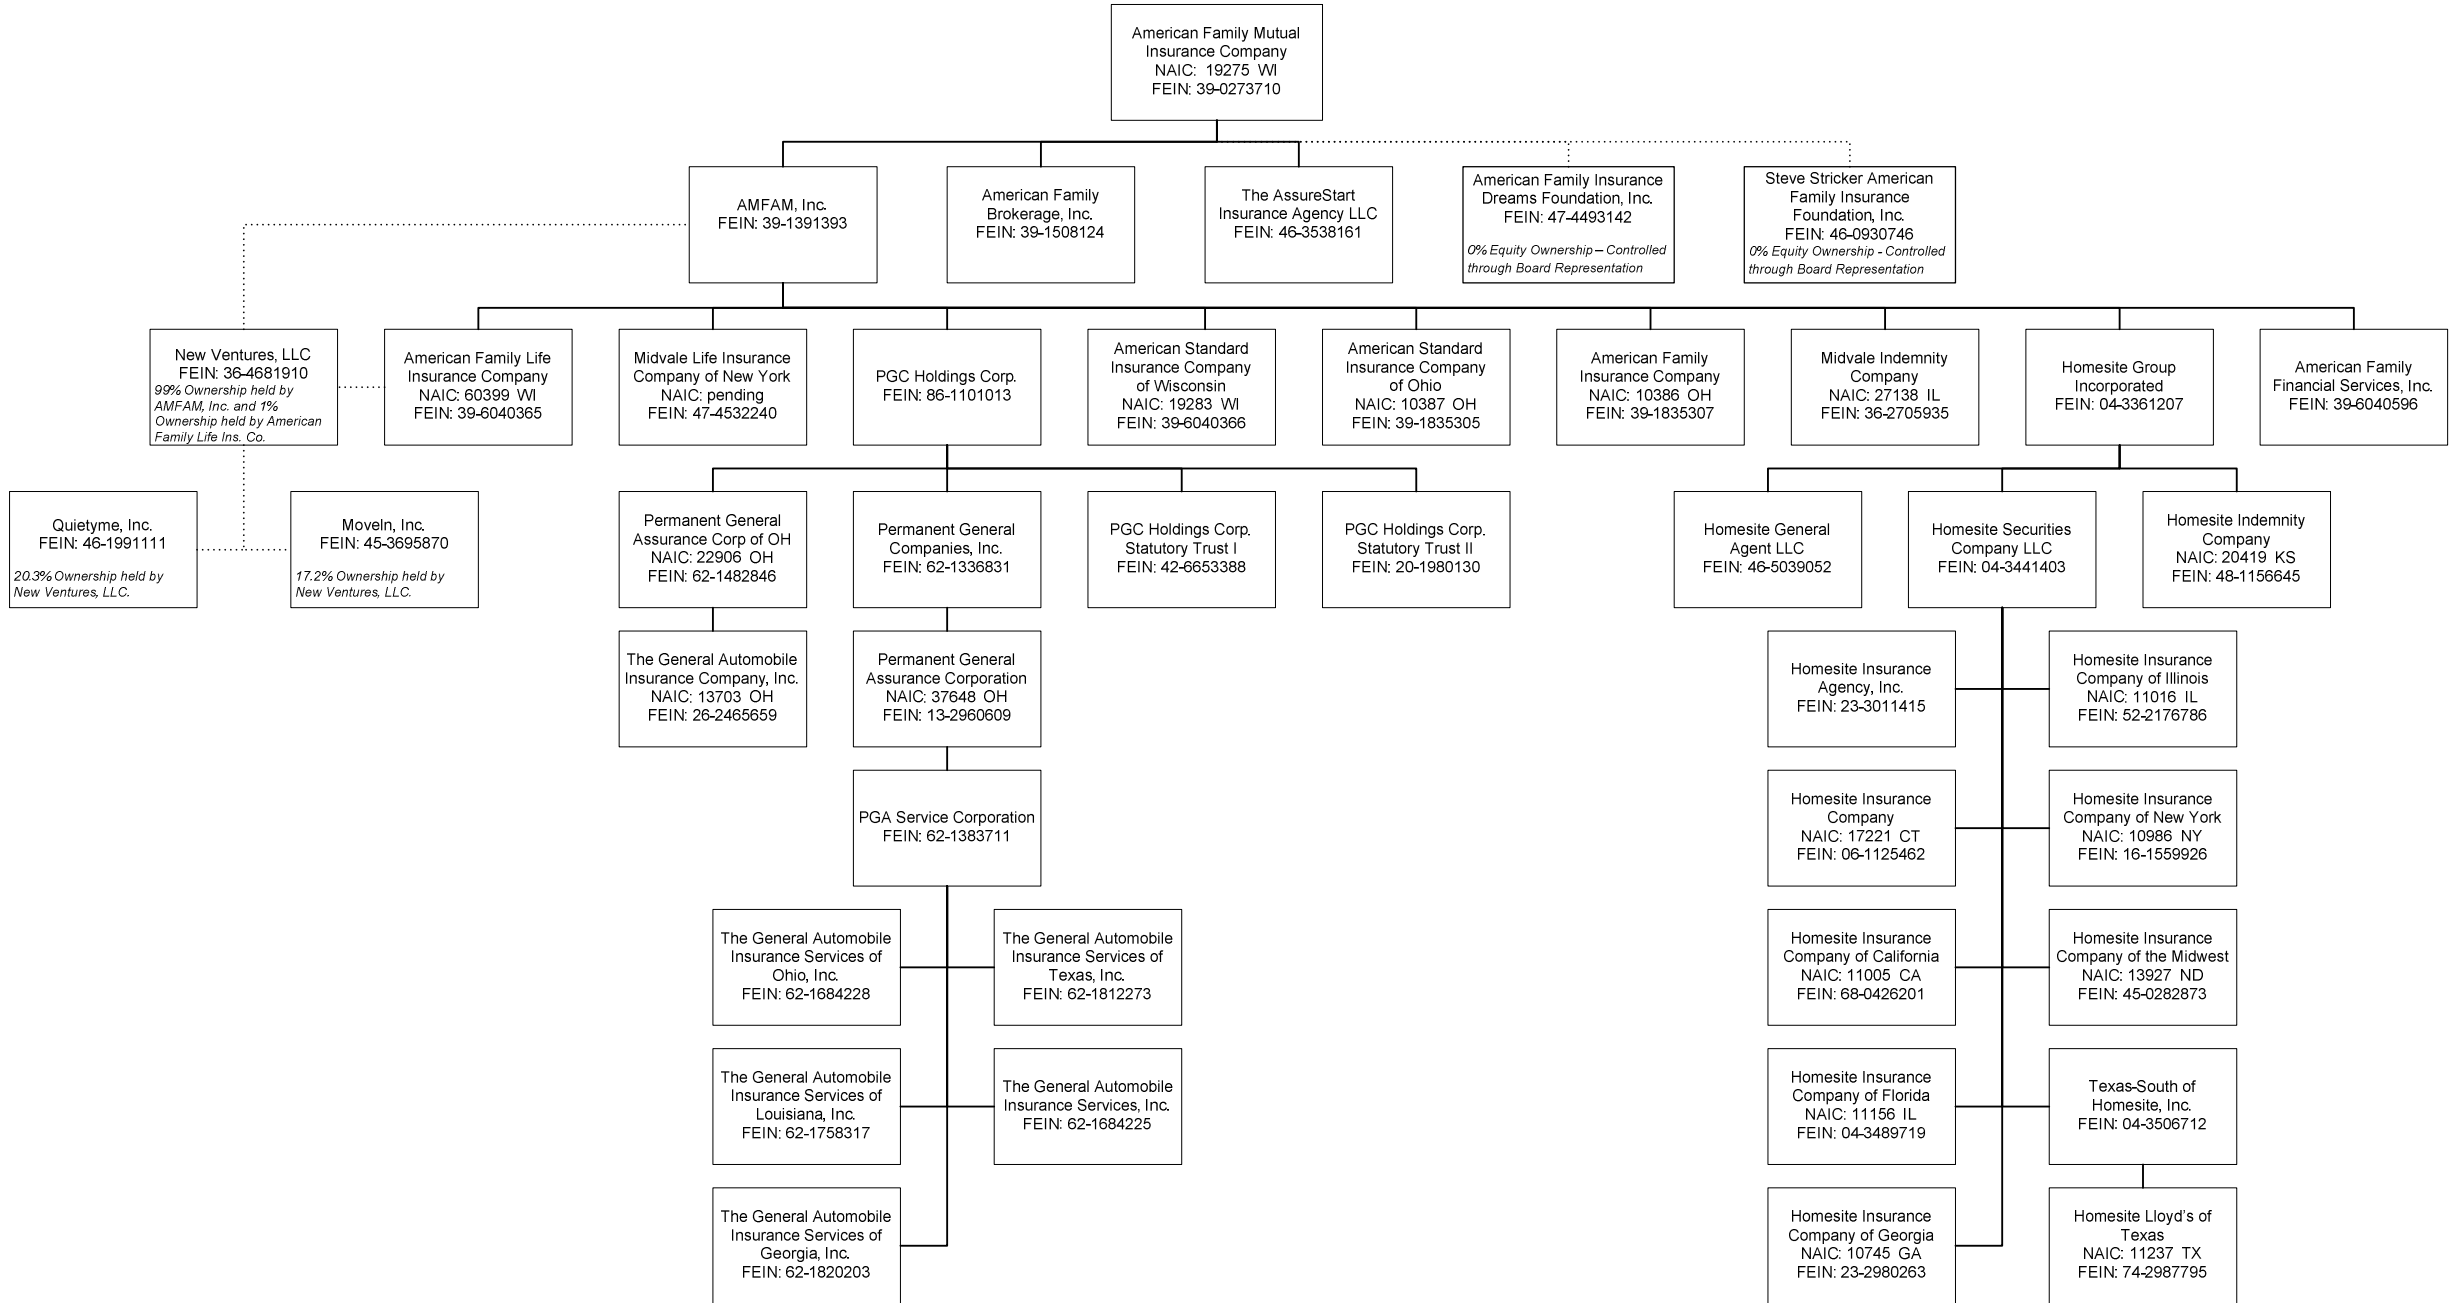 American Family Mutual
Insurance Company
NAIC: 19275 WI
FEIN: 39-0273710
AMFAM, Inc.
FEIN: 39-1391393
American Family
Brokerage, Inc.
FEIN: 39-1508124
The AssureStart
Insurance Agency LLC
FEIN: 46-3538161
American Family Insurance
Dreams Foundation, Inc.
FEIN: 47-4493142
0% Equity Ownership – Controlled
through Board Representation
Steve Stricker American
Family Insurance
Foundation, Inc.
FEIN: 46-0930746
0% Equity Ownership - Controlled
through Board Representation
New Ventures, LLC
FEIN: 36-4681910
99% Ownership held by
AMFAM, Inc. and 1%
Ownership held by American
Family Life Ins. Co.
American Family Life
Insurance Company
NAIC: 60399 WI
FEIN: 39-6040365
Midvale Life Insurance
Company of New York
NAIC: pending
FEIN: 47-4532240
PGC Holdings Corp.
FEIN: 86-1101013
American Standard
Insurance Company
of Wisconsin
NAIC: 19283 WI
FEIN: 39-6040366
American Standard
Insurance Company
of Ohio
NAIC: 10387 OH
FEIN: 39-1835305
American Family
Insurance Company
NAIC: 10386 OH
FEIN: 39-1835307
Midvale Indemnity
Company
NAIC: 27138 IL
FEIN: 36-2705935
Homesite Group
Incorporated
FEIN: 04-3361207
American Family
Financial Services, Inc.
FEIN: 39-6040596
Quietyme, Inc.
FEIN: 46-1991111
20.3% Ownership held by
New Ventures, LLC.
MoveIn, Inc.
FEIN: 45-3695870
17.2% Ownership held by
New Ventures, LLC.
Permanent General
Assurance Corp of OH
NAIC: 22906 OH
FEIN: 62-1482846
Permanent General
Companies, Inc.
FEIN: 62-1336831
PGC Holdings Corp.
Statutory Trust I
FEIN: 42-6653388
PGC Holdings Corp.
Statutory Trust II
FEIN: 20-1980130
Homesite General
Agent LLC
FEIN: 46-5039052
Homesite Securities
Company LLC
FEIN: 04-3441403
Homesite Indemnity
Company
NAIC: 20419 KS
FEIN: 48-1156645
The General Automobile
Insurance Company, Inc.
NAIC: 13703 OH
FEIN: 26-2465659
Permanent General
Assurance Corporation
NAIC: 37648 OH
FEIN: 13-2960609
Homesite Insurance
Agency, Inc.
FEIN: 23-3011415
Homesite Insurance
Company of Illinois
NAIC: 11016 IL
FEIN: 52-2176786
PGA Service Corporation
FEIN: 62-1383711
Homesite Insurance
Company
NAIC: 17221 CT
FEIN: 06-1125462
Homesite Insurance
Company of New York
NAIC: 10986 NY
FEIN: 16-1559926
The General Automobile
Insurance Services of
Ohio, Inc.
FEIN: 62-1684228
The General Automobile
Insurance Services of
Texas, Inc.
FEIN: 62-1812273
Homesite Insurance
Company of California
NAIC: 11005 CA
FEIN: 68-0426201
Homesite Insurance
Company of the Midwest
NAIC: 13927 ND
FEIN: 45-0282873
The General Automobile
Insurance Services of
Louisiana, Inc.
FEIN: 62-1758317
The General Automobile
Insurance Services, Inc.
FEIN: 62-1684225
Homesite Insurance
Company of Florida
NAIC: 11156 IL
FEIN: 04-3489719
Texas-South of
Homesite, Inc.
FEIN: 04-3506712
The General Automobile
Insurance Services of
Georgia, Inc.
FEIN: 62-1820203
Homesite Insurance
Company of Georgia
NAIC: 10745 GA
FEIN: 23-2980263
Homesite Lloyd's of
Texas
NAIC: 11237 TX
FEIN: 74-2987795